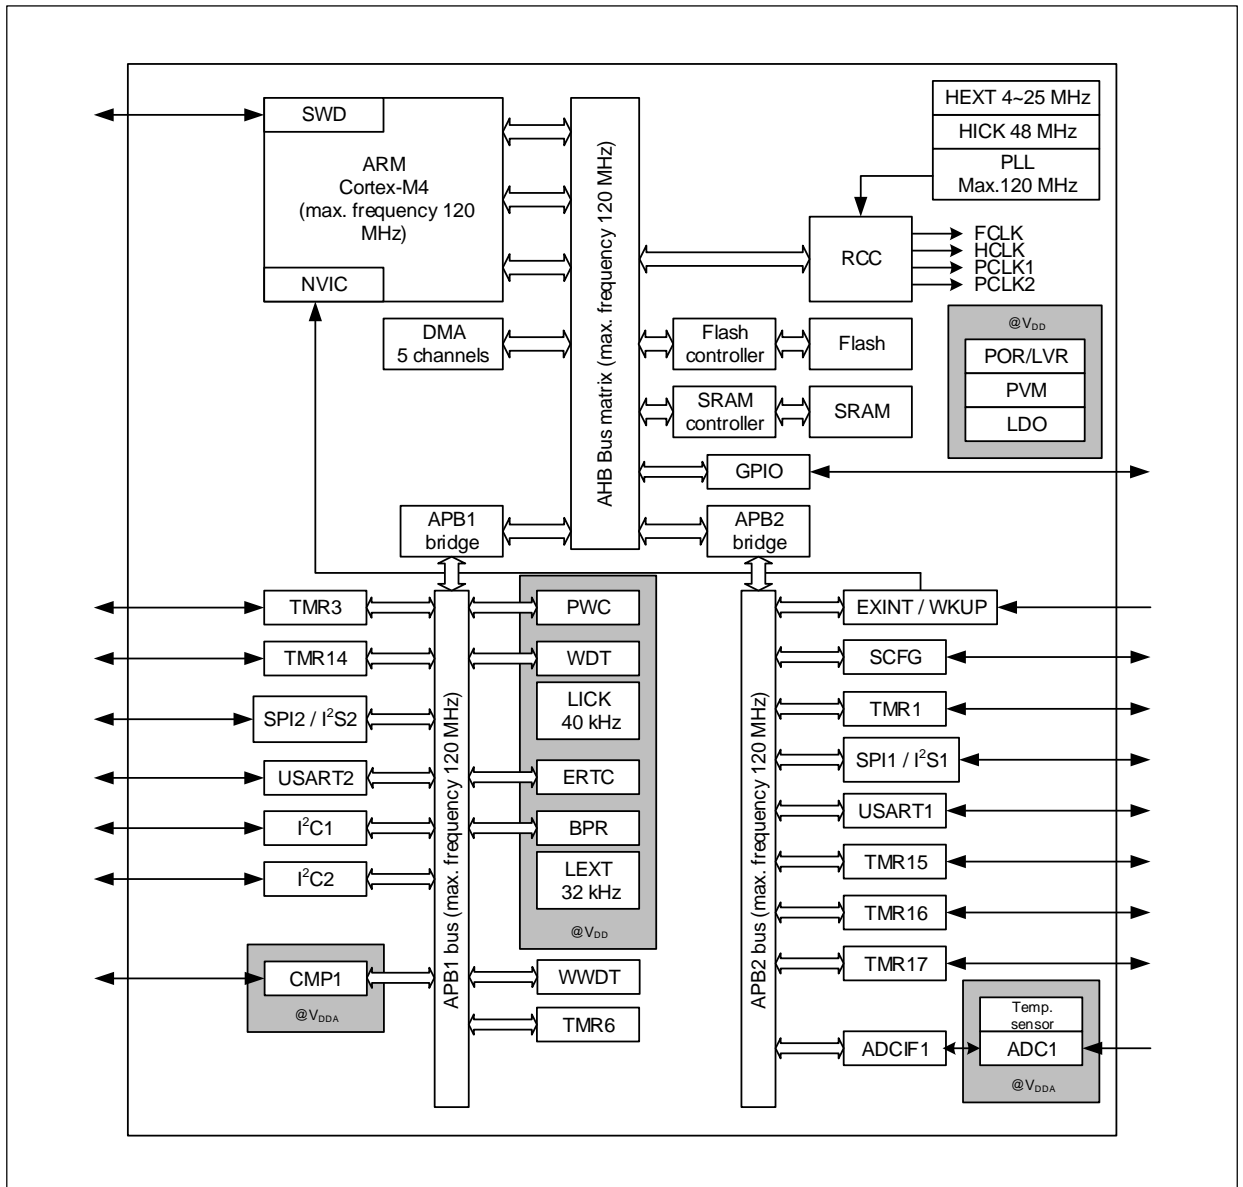 SWD
ARM
Cortex-M4
(max. frequency 120
MHz)
NVIC
DMA
5 channels
AHB Bus matrix (max. frequency 120 MHz)
HEXT 4~25 MHz
HICK 48 MHz
PLL
Max.120 MHz
RCC
FCLK
HCLK
PCLK1
PCLK2
@VDD
POR/LVR
PVM
LDO
Flash
controller
Flash
SRAM
controller
SRAM
GPIO
APB1
bridge
APB2
bridge
TMR3
TMR14
SPI2 / I²S2
USART2
I²C1
I²C2
CMP1
@VDDA
APB1 bus (max. frequency 120 MHz)
PWC
WDT
LICK
40 kHz
ERTC
BPR
LEXT
32 kHz
@VDD
WWDT
TMR6
APB2 bus (max. frequency 120 MHz)
EXINT / WKUP
SCFG
TMR1
SPI1 / I²S1
USART1
TMR15
TMR16
TMR17
ADCIF1
Temp.
sensor
ADC1
@VDDA